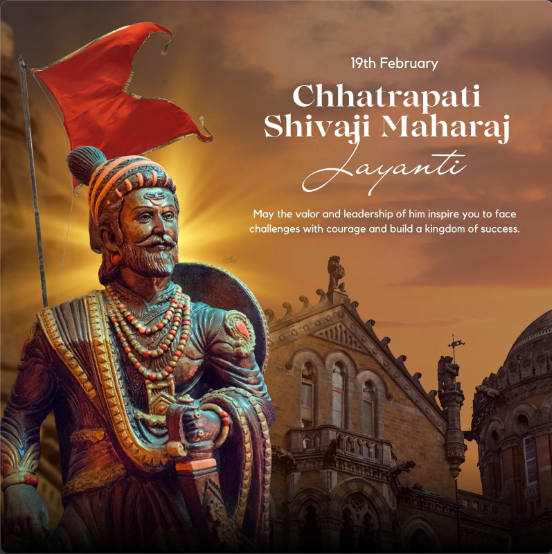 19th February
Chhatrapati
Shivaji Maharaj
Jayanti
May the valor and leadership of him inspire you to face
challenges with courage and build a kingdom of success.